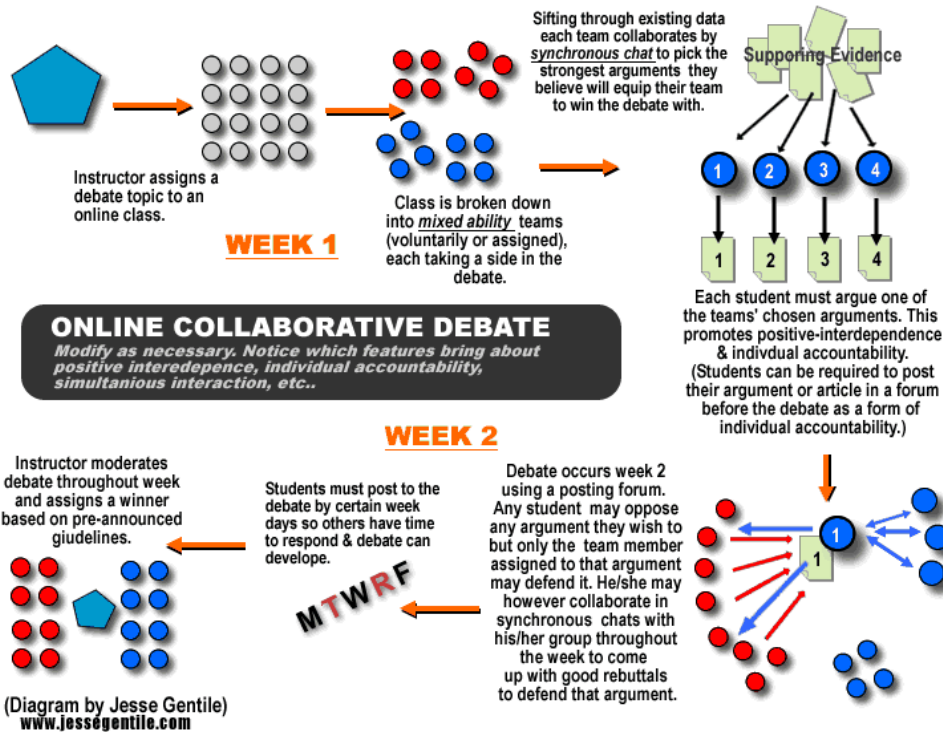 Instructor assigns a
debate topic to an
online class.
WEEK 1
Class is broken down
into mixed ability teams
(voluntarily or assigned),
each taking a side in the
debate.
Sifting through existing data
each team collaborates by
synchronous chat to pick the
strongest arguments they
believe will equip their team
to win the debate with.
Supporing Evidence
1 2 3 4
1 2 3 4
Each student must argue one of
the teams' chosen arguments. This
promotes positive-interdependence
& indivdual accountability.
(Students can be required to post
their argument or article in a forum
before the debate as a form of
individual accountability.)
ONLINE COLLABORATIVE DEBATE
Modify as necessary. Notice which features bring about
positive interedepence, individual accountability,
simultanious interaction, etc..
WEEK 2
1
1
Debate occurs week 2
using a posting forum.
Any student may oppose
any argument they wish to
but only the team member
assigned to that argument
may defend it. He/she may
however collaborate in
synchronous chats with
his/her group throughout
the week to come
up with good rebuttals
to defend that argument.
Students must post to the
debate by certain week
days so others have time
to respond & debate can
develope.
MTWRF
Instructor moderates
debate throughout week
and assigns a winner
based on pre-announced
giudelines.
(Diagram by Jesse Gentile)
www.jessegentile.com